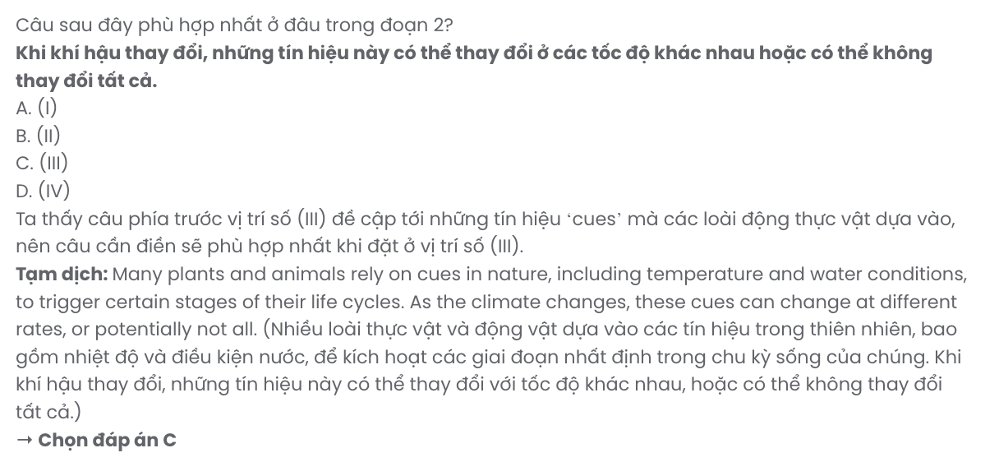 Câu sau đây phù hợp nhất ở đâu trong đoạn 2?
Khi khí hậu thay đổi, những tín hiệu này có thể thay đổi ở các tốc độ khác nhau hoặc có thể không
thay đổi tất cả.
A. (I)
B. (II)
C. (III)
D. (IV)
Ta thấy câu phía trước vị trí số (III) đề cập tới những tín hiệu ‘cues’ mà các loài động thực vật dựa vào,
nên câu cần điền sẽ phù hợp nhất khi đặt ở vị trí số (III).
Tạm dịch: Many plants and animals rely on cues in nature, including temperature and water conditions,
to trigger certain stages of their life cycles. As the climate changes, these cues can change at different
rates, or potentially not all. (Nhiều loài thực vật và động vật dựa vào các tín hiệu trong thiên nhiên, bao
gồm nhiệt độ và điều kiện nước, để kích hoạt các giai đoạn nhất định trong chu kỳ sống của chúng. Khi
khí hậu thay đổi, những tín hiệu này có thể thay đổi với tốc độ khác nhau, hoặc có thể không thay đổi
tất cả.)
→ Chọn đáp án C